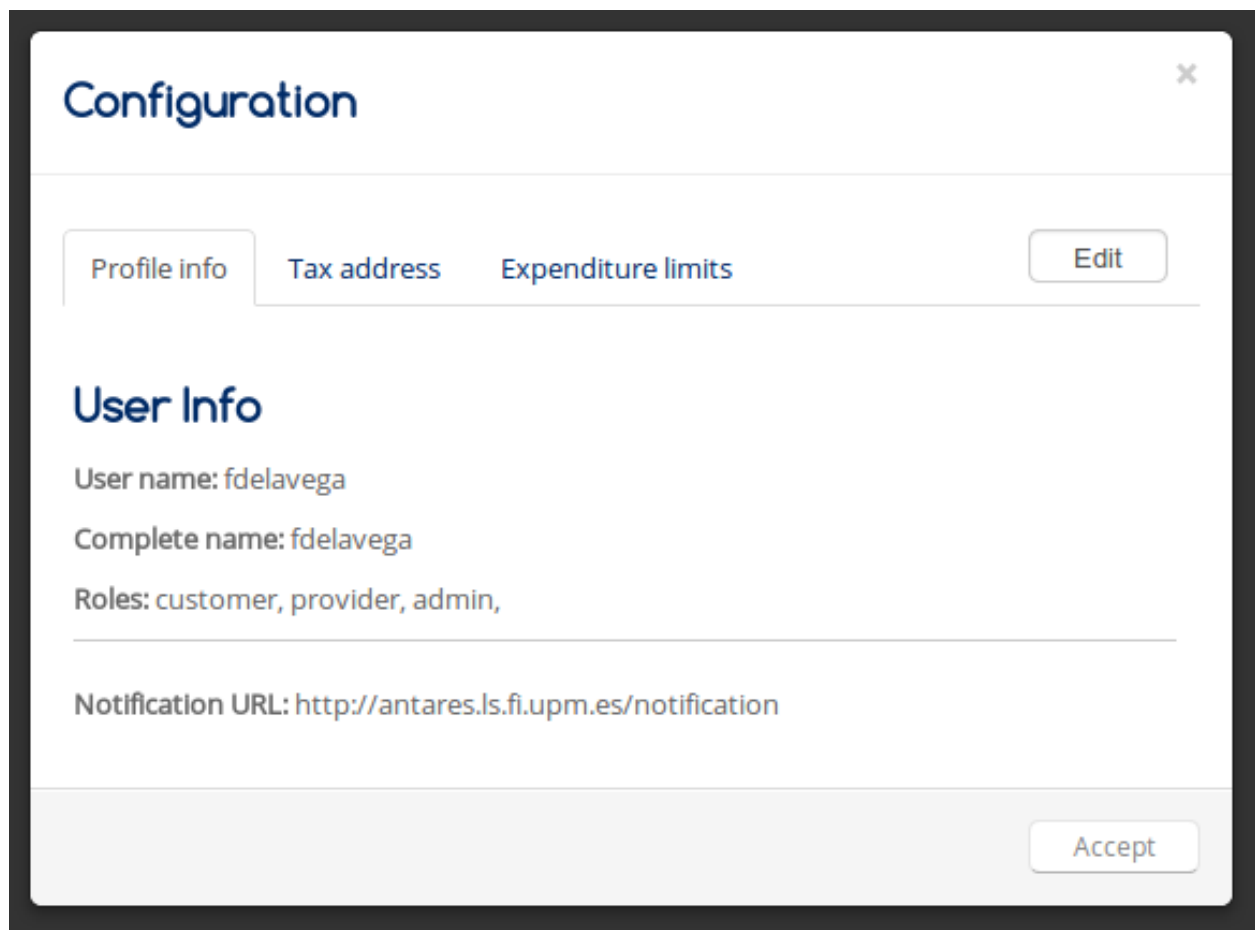 Configuration
×
Profile info Tax address Expenditure limits Edit
User Info
User name: fdelavega
Complete name: fdelavega
Roles: customer, provider, admin,
Notification URL: http://antares.ls.fi.upm.es/notification
Accept